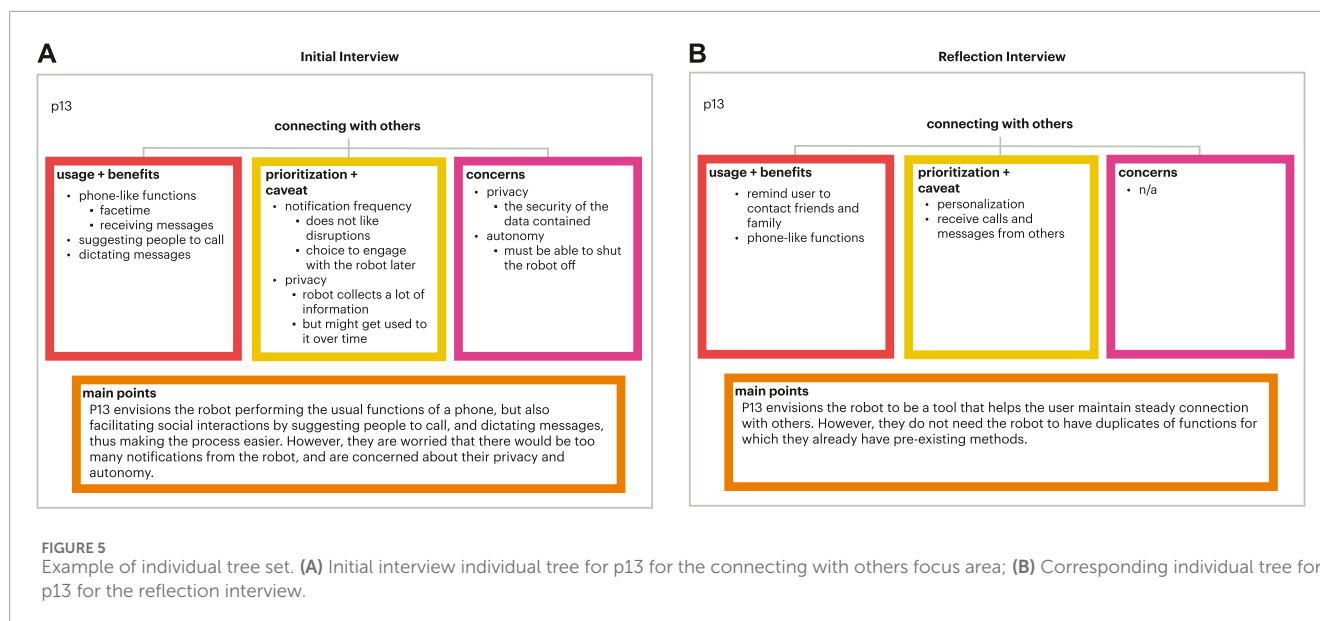 A
Initial Interview
p13
connecting with others
usage + benefits
• phone-like functions
▪ facetime
▪ receiving messages
• suggesting people to call
• dictating messages
prioritization +
caveat
• notification frequency
▪ does not like
disruptions
▪ choice to engage
with the robot later
• privacy
▪ robot collects a lot of
information
▪ but might get used to
it over time
concerns
• privacy
▪ the security of the
data contained
• autonomy
▪ must be able to shut
the robot off
main points
P13 envisions the robot performing the usual functions of a phone, but also
facilitating social interactions by suggesting people to call, and dictating messages,
thus making the process easier. However, they are worried that there would be too
many notifications from the robot, and are concerned about their privacy and
autonomy.
B
Reflection Interview
p13
connecting with others
usage + benefits
• remind user to
contact friends and
family
• phone-like functions
prioritization +
caveat
• personalization
• receive calls and
messages from others
concerns
• n/a
main points
P13 envisions the robot to be a tool that helps the user maintain steady connection
with others. However, they do not need the robot to have duplicates of functions for
which they already have pre-existing methods.
FIGURE 5
Example of individual tree set. (A) Initial interview individual tree for p13 for the connecting with others focus area; (B) Corresponding individual tree for
p13 for the reflection interview.